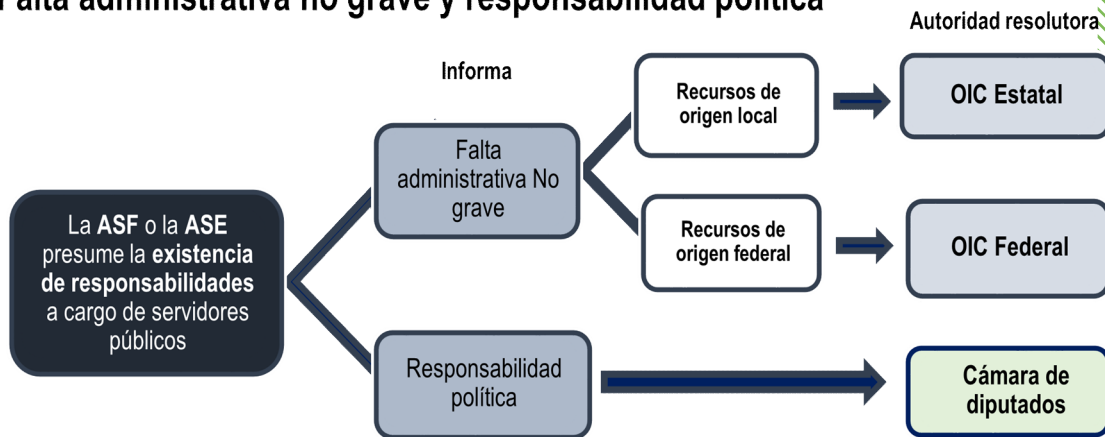 Falta administrativa no grave y responsabilidad política
Autoridad resolutora
Informa
Recursos de
origen local
OIC Estatal
Falta
administrativa No
grave
La ASF o la ASE
presume la existencia
de responsabilidades
a cargo de servidores
públicos
Recursos de
origen federal
OIC Federal
Responsabilidad
política
Cámara de
diputados